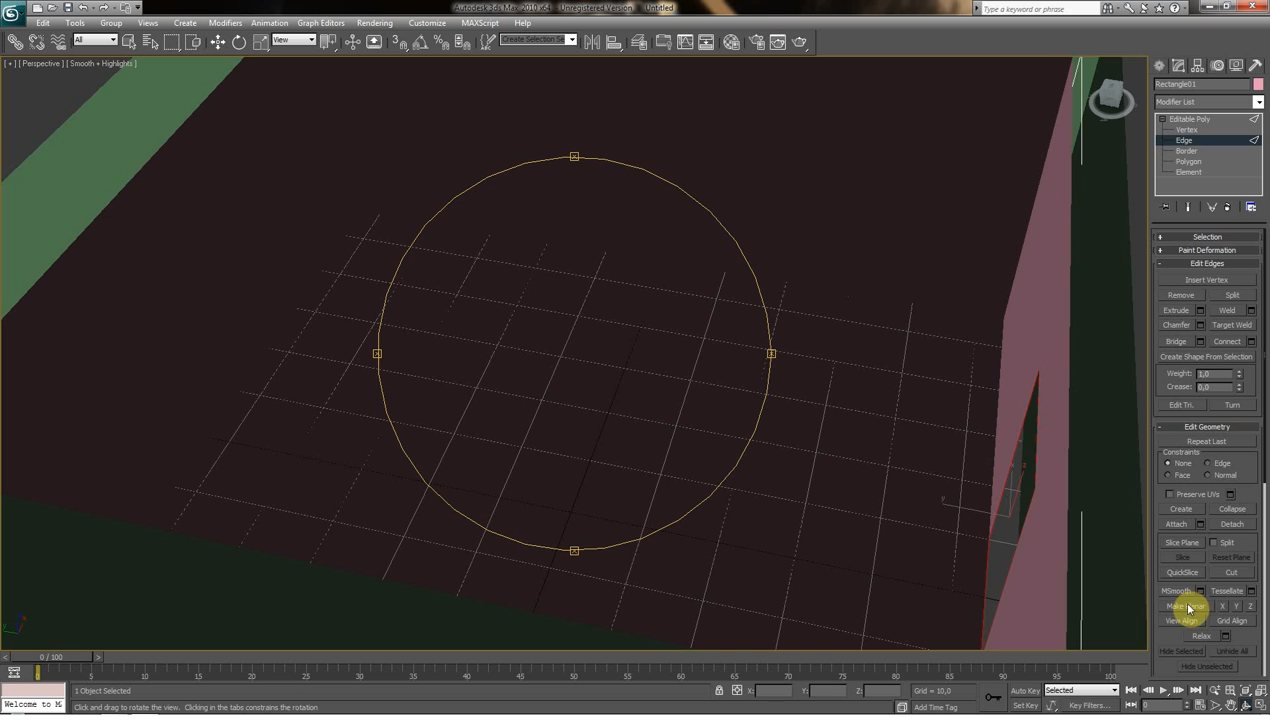 Autodesk 3ds Max 2010 x64 - Unregistered Version - Untitled
Type a keyword or phrase
Edit Tools Group Views Create Modifiers Animation Graph Editors Rendering Customize MAXScript Help
All View 3 Create Selection Se
[ + ] [ Perspective ] [ Smooth + Highlights ]
Rectangle01
Modifier List
Editable Poly
Vertex
Edge
Border
Polygon
Element
+ Selection
+ Paint Deformation
- Edit Edges
Insert Vertex
Remove Split
Extrude Weld
Chamfer Target Weld
Bridge Connect
Create Shape From Selection
Weight: 1,0
Crease: 0,0
Edit Tri. Turn
- Edit Geometry
Repeat Last
Constraints
None Edge
Face Normal
Preserve UVs
Create Collapse
Attach Detach
Slice Plane Split
Slice Reset Plane
QuickSlice Cut
MSmooth Tessellate
Make Planar X Y Z
View Align Grid Align
Relax
Hide Selected Unhide All
Hide Unselected
< 0 / 100 >
0 5 10 15 20 25 30 35 40 45 50 55 60 65 70 75 80 85 90 95 100
1 Object Selected X: Y: Z: Grid = 10,0 Auto Key Selected
Welcome to M Click and drag to rotate the view. Clicking in the tabs constrains the rotation Add Time Tag Set Key Key Filters... 0